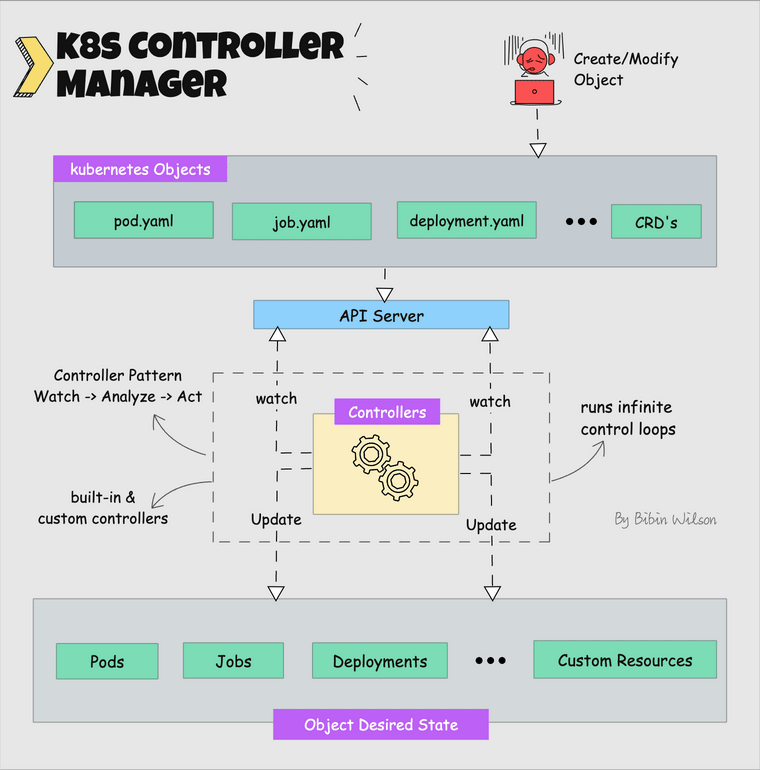 K8S CONTROLLER
MANAGER
Create/Modify
Object
kubernetes Objects
pod.yaml
job.yaml
deployment.yaml
•••
CRD's
API Server
Controller Pattern
Watch -> Analyze -> Act
watch
Controllers
watch
runs infinite
control loops
built-in &
custom controllers
Update
Update
By Bibin Wilson
Pods
Jobs
Deployments
•••
Custom Resources
Object Desired State